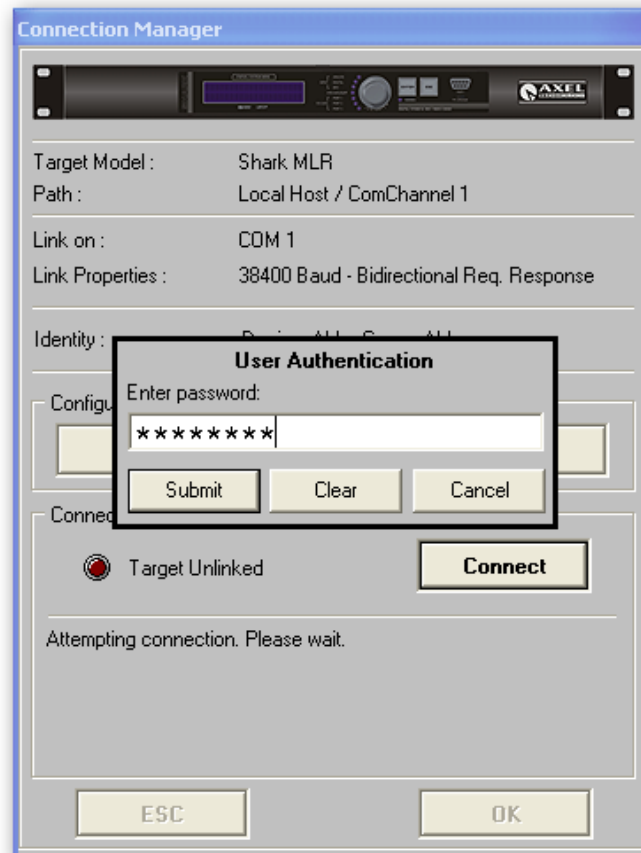 Connection Manager
AXEL
Target Model : Shark MLR
Path : Local Host / ComChannel 1
Link on : COM 1
Link Properties : 38400 Baud - Bidirectional Req. Response
Identity :
User Authentication
Enter password:
********
Submit Clear Cancel
Target Unlinked Connect
Attempting connection. Please wait.
ESC OK